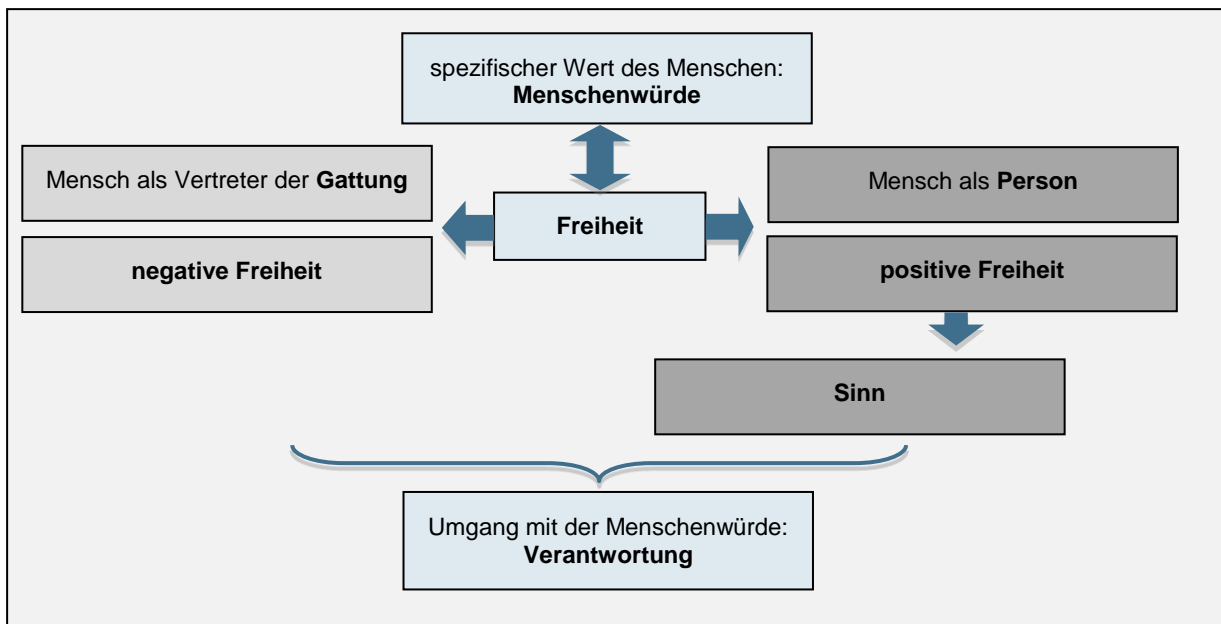 spezifischer Wert des Menschen:
Menschenwürde
Mensch als Vertreter der Gattung
Mensch als Person
Freiheit
negative Freiheit
positive Freiheit
Sinn
Umgang mit der Menschenwürde:
Verantwortung